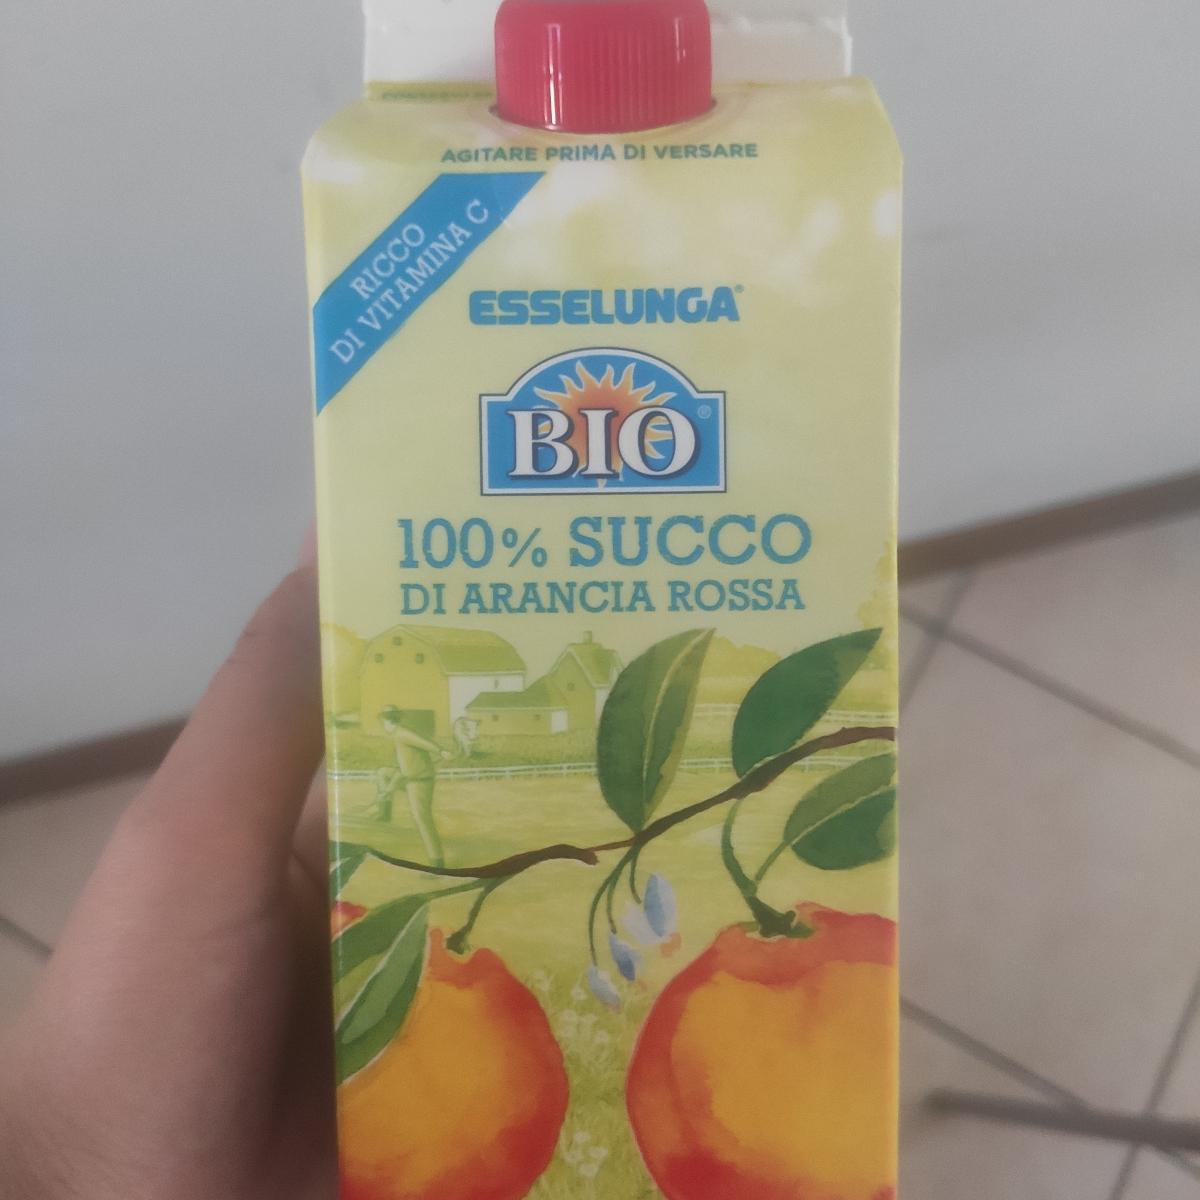 AGITARE PRIMA DI VERSARE
RICCO
DI VITAMINA C
ESSELUNGA®
BIO®
100% SUCCO
DI ARANCIA ROSSA